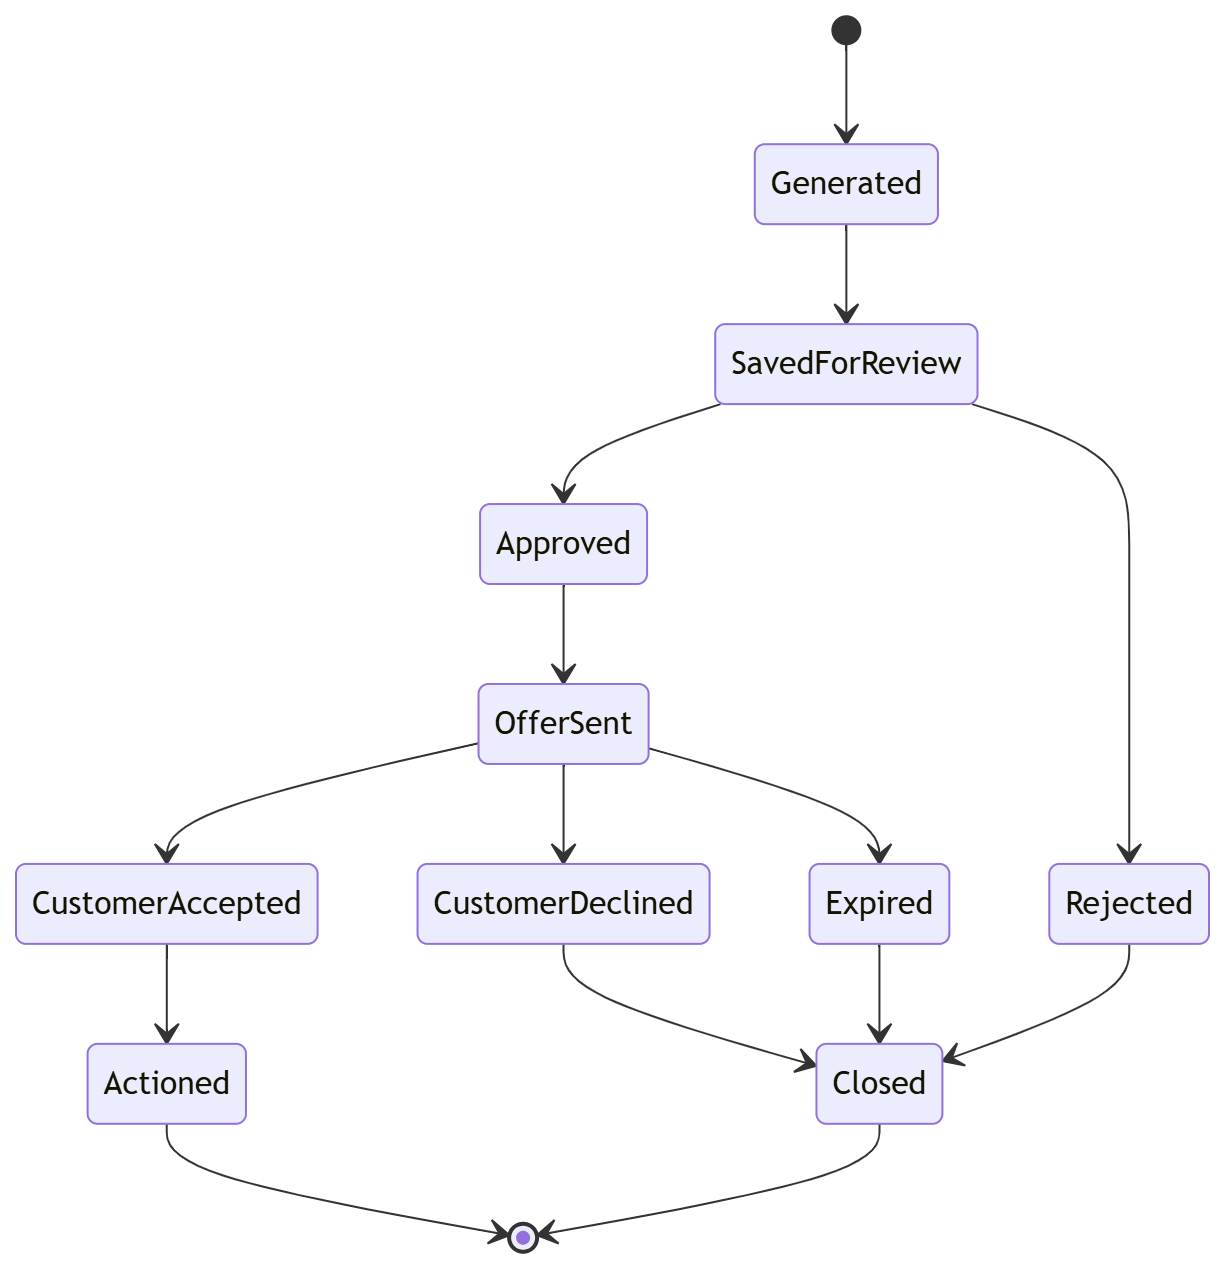 Generated
SavedForReview
Approved
OfferSent
CustomerAccepted
CustomerDeclined
Expired
Rejected
Actioned
Closed